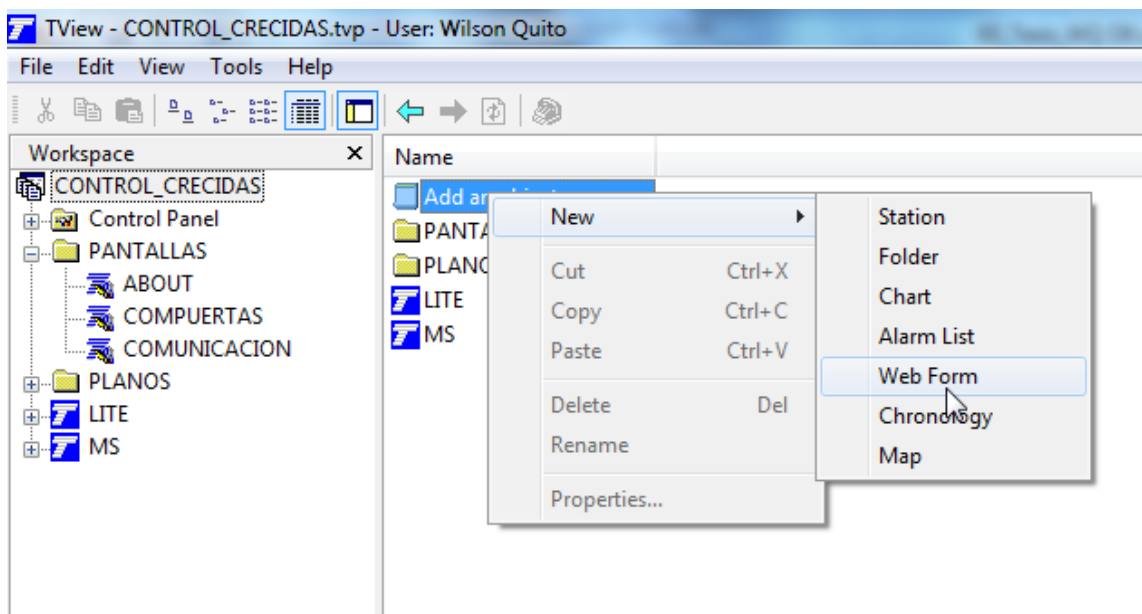 TView - CONTROL_CRECIDAS.tvp - User: Wilson Quito
File Edit View Tools Help
Workspace
CONTROL_CRECIDAS
Control Panel
PANTALLAS
ABOUT
COMPUERTAS
COMUNICACION
PLANOS
LITE
MS
Name
Add
LITE
MS
New
Cut Ctrl+X
Copy Ctrl+C
Paste Ctrl+V
Delete Del
Rename
Properties...
Station
Folder
Chart
Alarm List
Web Form
Chronology
Map